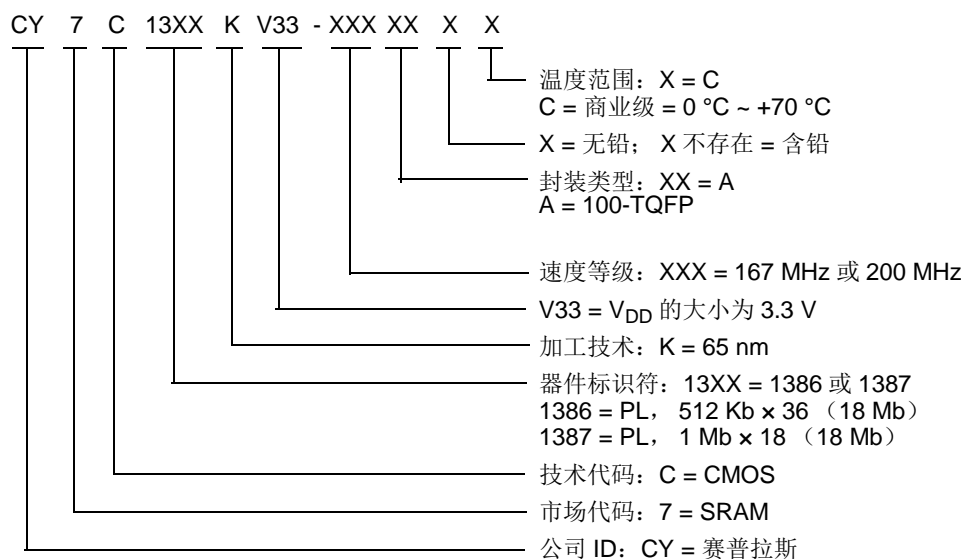 CY 7 C 13XX K V33 - XXX XX X X
温度范围：X = C
C = 商业级 = 0 °C ~ +70 °C
X = 无铅； X 不存在 = 含铅
封装类型：XX = A
A = 100-TQFP
速度等级：XXX = 167 MHz 或 200 MHz
V33 = VDD 的大小为 3.3 V
加工技术：K = 65 nm
器件标识符：13XX = 1386 或 1387
1386 = PL， 512 Kb × 36 （18 Mb）
1387 = PL， 1 Mb × 18 （18 Mb）
技术代码：C = CMOS
市场代码：7 = SRAM
公司 ID：CY = 赛普拉斯